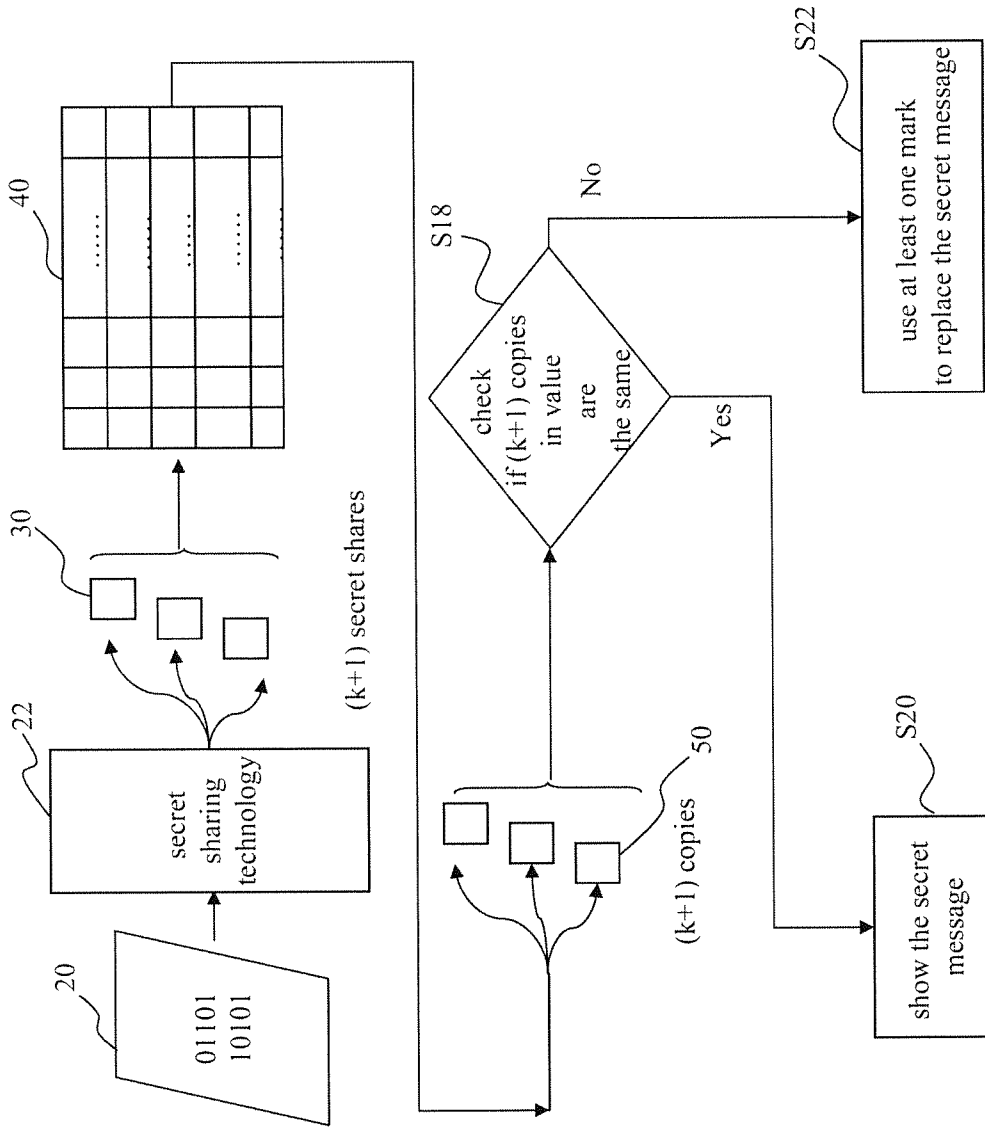 20
01101
10101
22
secret
sharing
technology
30
(k+1) secret shares
40
......
......
......
......
......
(k+1) copies
50
S18
check
if (k+1) copies
in value
are
the same
Yes
No
S20
show the secret
message
S22
use at least one mark
to replace the secret message